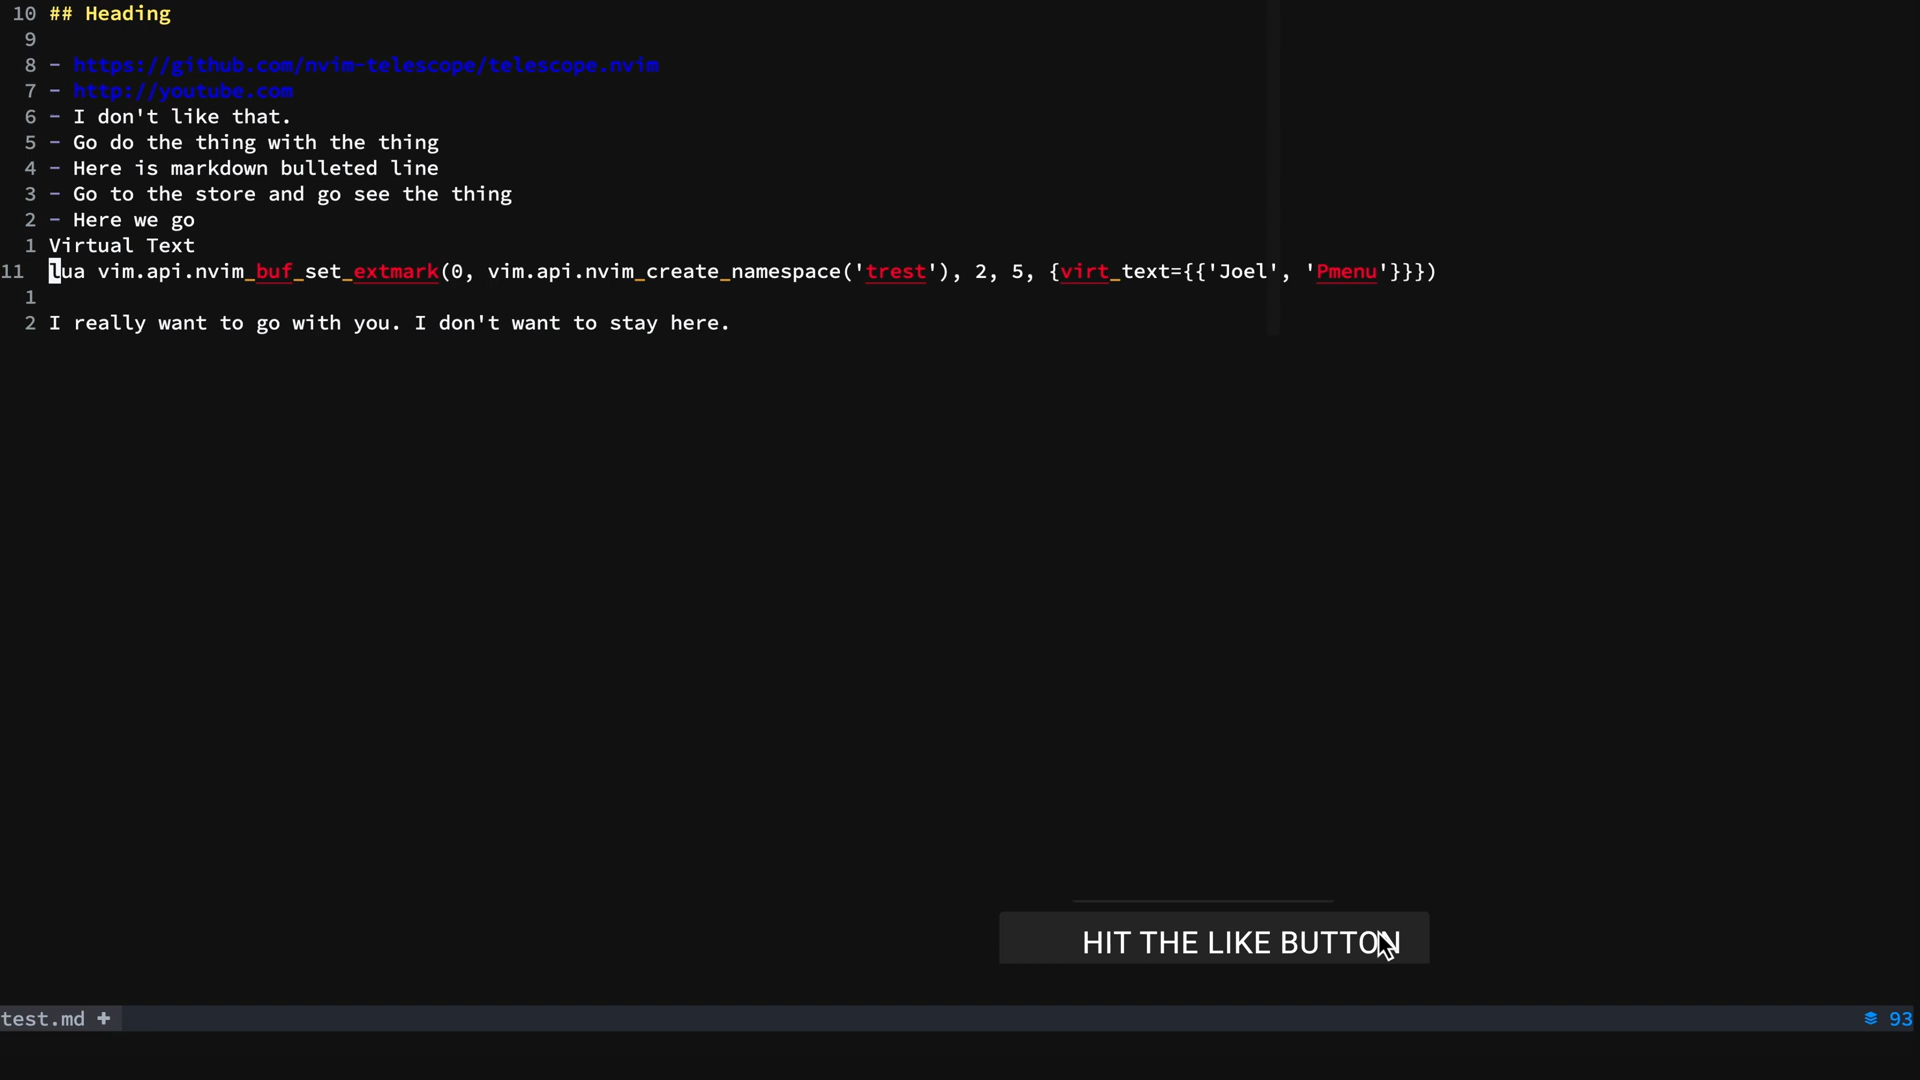 10 ## Heading
9
8 - https://github.com/nvim-telescope/telescope.nvim
7 - http://youtube.com
6 - I don't like that.
5 - Go do the thing with the thing
4 - Here is markdown bulleted line
3 - Go to the store and go see the thing
2 - Here we go
1 Virtual Text
11 lua vim.api.nvim_buf_set_extmark(0, vim.api.nvim_create_namespace('trest'), 2, 5, {virt_text={{'Joel', 'Pmenu'}}})
1
2 I really want to go with you. I don't want to stay here.
HIT THE LIKE BUTTON
test.md +
93